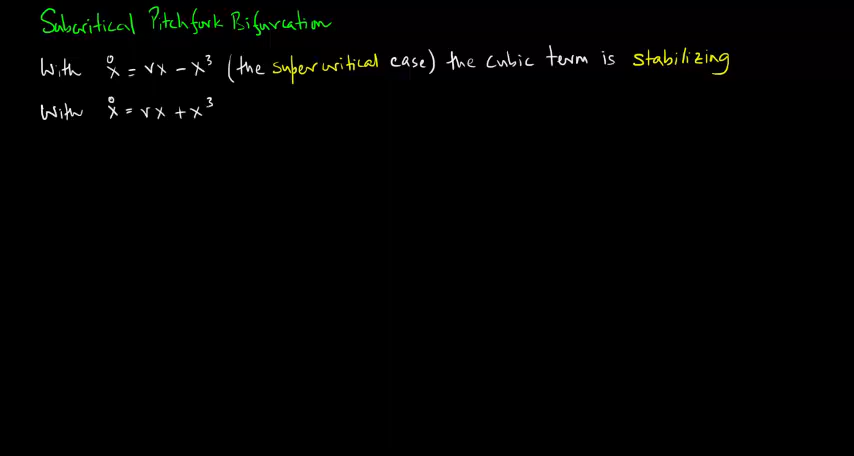 Subcritical Pitchfork Bifurcation
With ẋ = rx - x³ (the supercritical case) the cubic term is stabilizing
With ẋ = rx + x³